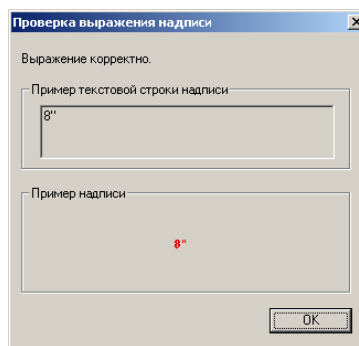 Проверка выражения надписи
Выражение корректно.
Пример текстовой строки надписи
8"
Пример надписи
8"
OK